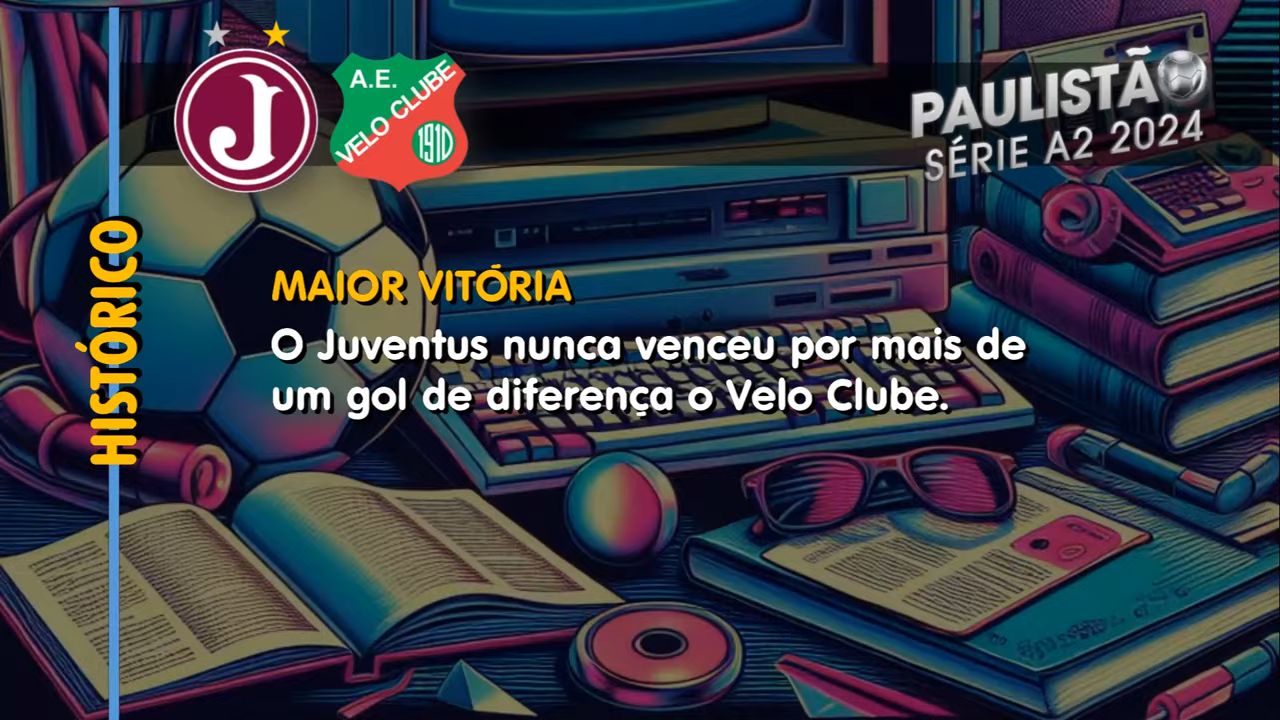 J
A.E.
VELO CLUBE
1910
PAULISTÃO
SÉRIE A2 2024
HISTÓRICO
MAIOR VITÓRIA
O Juventus nunca venceu por mais de
um gol de diferença o Velo Clube.